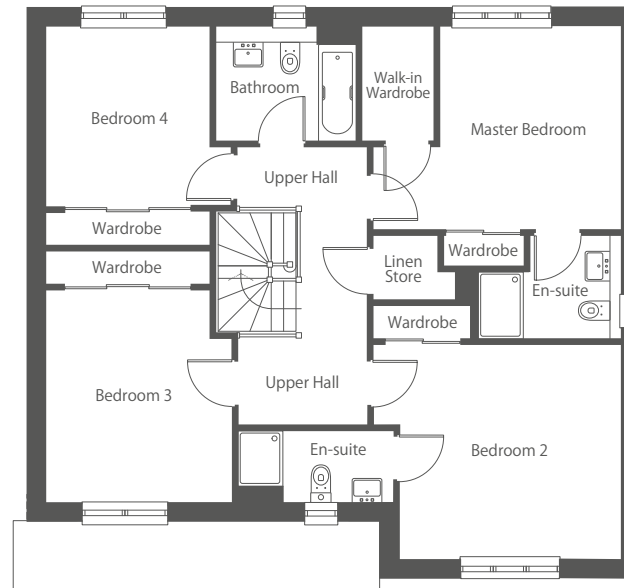 Bathroom
Walk-in
Wardrobe
Bedroom 4
Master Bedroom
Upper Hall
Wardrobe
Wardrobe
Linen
Store
Wardrobe
En-suite
Wardrobe
Upper Hall
Bedroom 3
En-suite
Bedroom 2